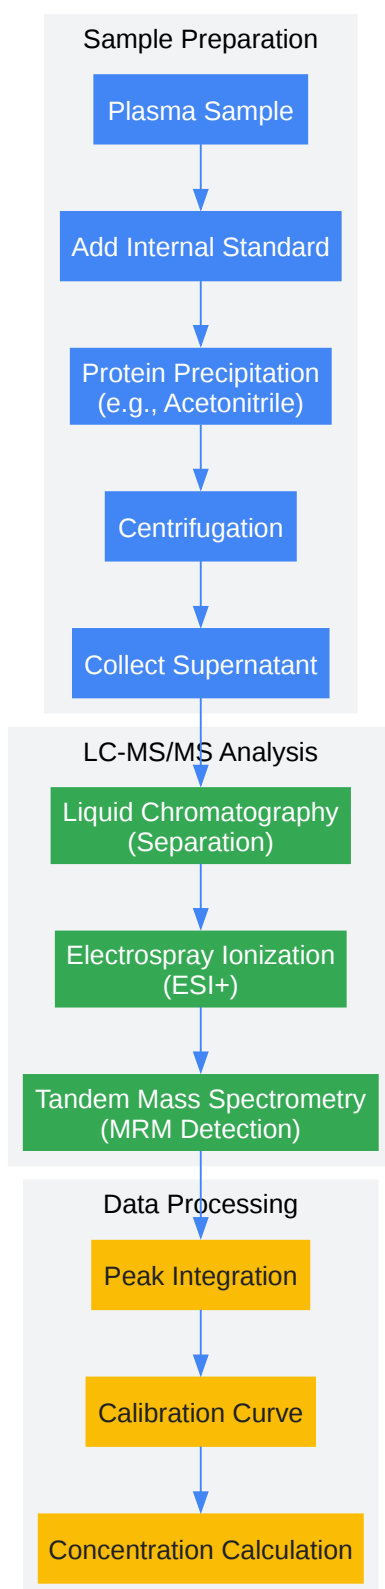 Sample Preparation
Plasma Sample
Add Internal Standard
Protein Precipitation
(e.g., Acetonitrile)
Centrifugation
Collect Supernatant
LC-MS/MS Analysis
Liquid Chromatography
(Separation)
Electrospray Ionization
(ESI+)
Tandem Mass Spectrometry
(MRM Detection)
Data Processing
Peak Integration
Calibration Curve
Concentration Calculation